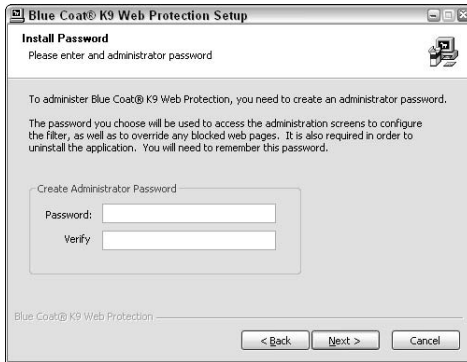 Blue Coat® K9 Web Protection Setup
Install Password
Please enter and administrator password
To administer Blue Coat® K9 Web Protection, you need to create an administrator password.
The password you choose will be used to access the administration screens to configure
the filter, as well as to override any blocked web pages. It is also required in order to
uninstall the application. You will need to remember this password.
Create Administrator Password
Password:
Verify
Blue Coat® K9 Web Protection
< Back
Next >
Cancel